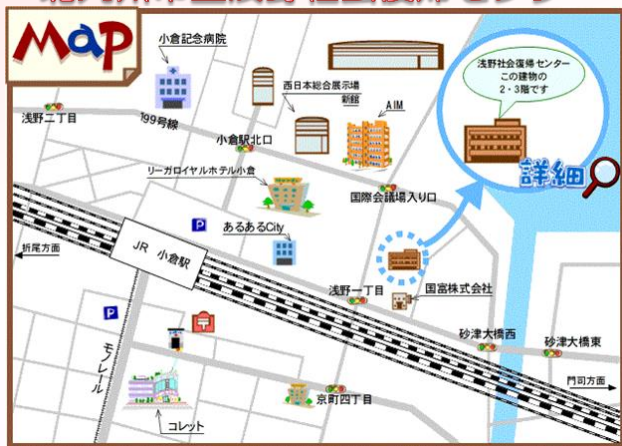 Map
小倉記念病院
西日本総合展示場
新館
AIM
浅野社会復帰センター
この建物の
2・3階です
詳細
浅野二丁目
199号線
小倉駅北口
リーガロイヤルホテル小倉
国際会議場入り口
P
あるあるCity
折尾方面
JR 小倉駅
浅野一丁目
国富株式会社
砂津大橋西
砂津大橋東
P
モノレール
門司方面
京町四丁目
コレット